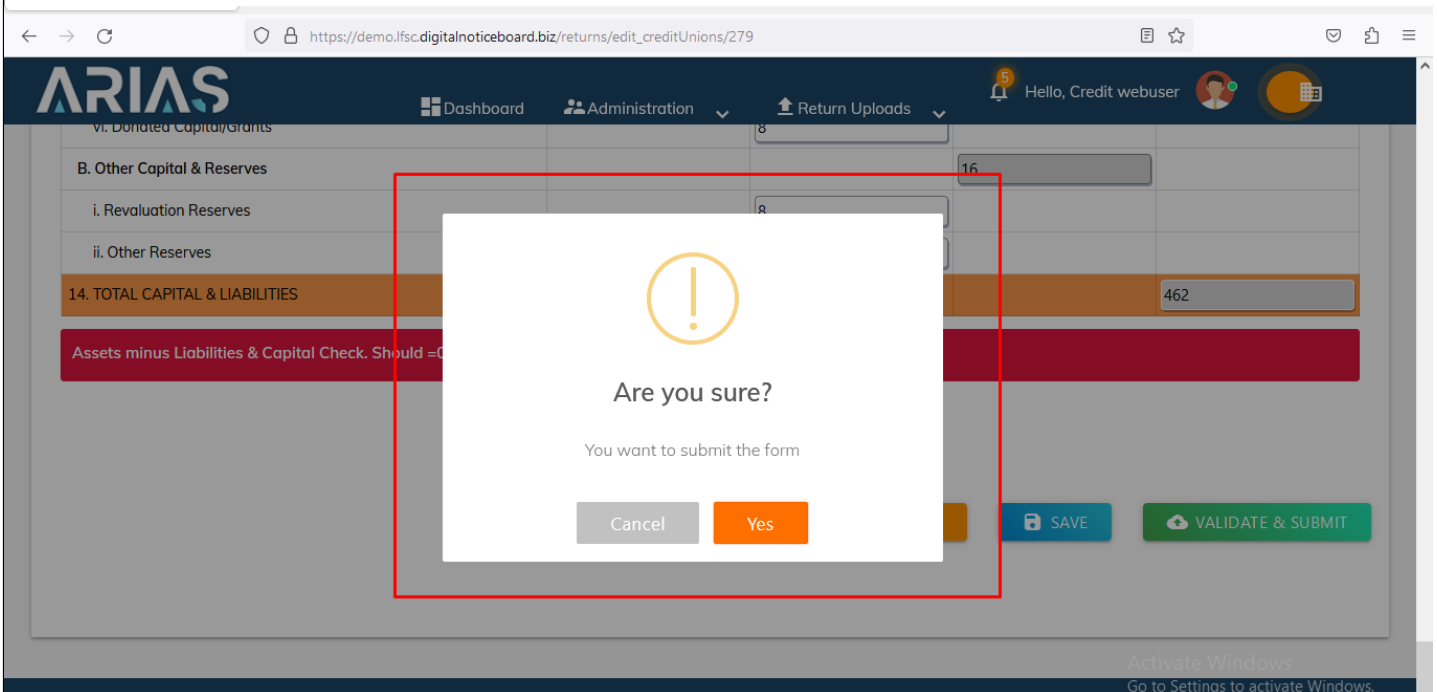 https://demo.lfsc.digitalnoticeboard.biz/returns/edit_creditUnions/279
ARIAS
Dashboard
Administration
Return Uploads
5
Hello, Credit webuser
vi. Donated Capital/Grants
8
B. Other Capital & Reserves
16
i. Revaluation Reserves
8
ii. Other Reserves
14. TOTAL CAPITAL & LIABILITIES
462
Assets minus Liabilities & Capital Check. Should =0
Are you sure?
You want to submit the form
Cancel
Yes
SAVE
VALIDATE & SUBMIT
Activate Windows
Go to Settings to activate Windows.